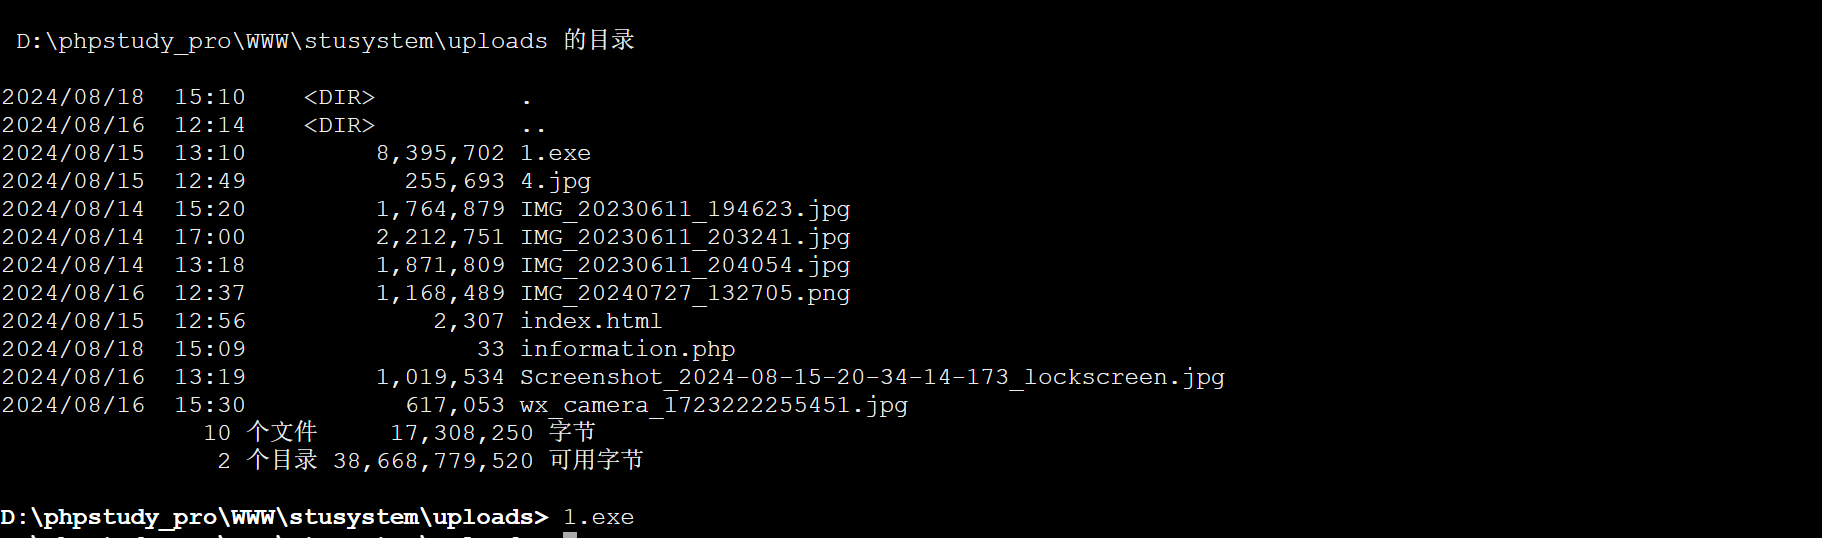 D:\phpstudy_pro\WWW\stusystem\uploads 的目录
2024/08/18  15:10    <DIR>          .
2024/08/16  12:14    <DIR>          ..
2024/08/15  13:10         8,395,702 1.exe
2024/08/15  12:49           255,693 4.jpg
2024/08/14  15:20         1,764,879 IMG_20230611_194623.jpg
2024/08/14  17:00         2,212,751 IMG_20230611_203241.jpg
2024/08/14  13:18         1,871,809 IMG_20230611_204054.jpg
2024/08/16  12:37         1,168,489 IMG_20240727_132705.png
2024/08/15  12:56             2,307 index.html
2024/08/18  15:09                33 information.php
2024/08/16  13:19         1,019,534 Screenshot_2024-08-15-20-34-14-173_lockscreen.jpg
2024/08/16  15:30           617,053 wx_camera_1723222255451.jpg
10 个文件     17,308,250 字节
2 个目录 38,668,779,520 可用字节
D:\phpstudy_pro\WWW\stusystem\uploads> 1.exe